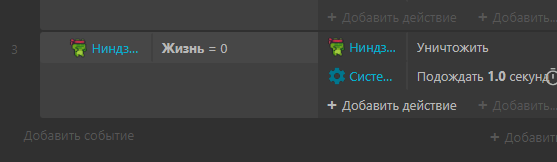 + Добавить действие + Добавить...
3 Ниндз... Жизнь = 0 Ниндз... Уничтожить
Систе... Подождать 1.0 секунд
+ Добавить действие + Добавить...
Добавить событие + Добавить